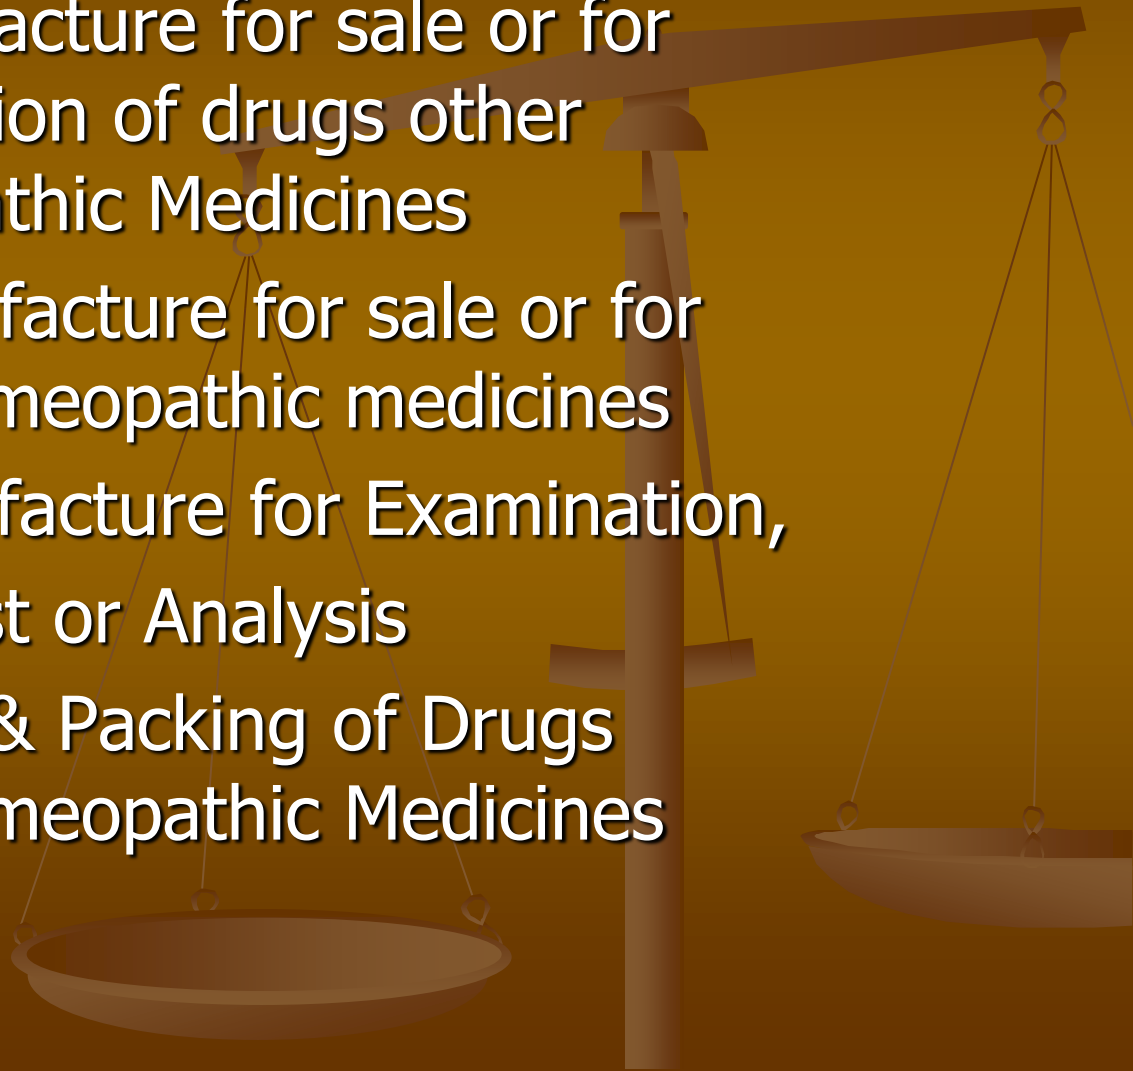 acture for sale or for
ion of drugs other
athic Medicines
facture for sale or for
meopathic medicines
facture for Examination,
st or Analysis
& Packing of Drugs
meopathic Medicines